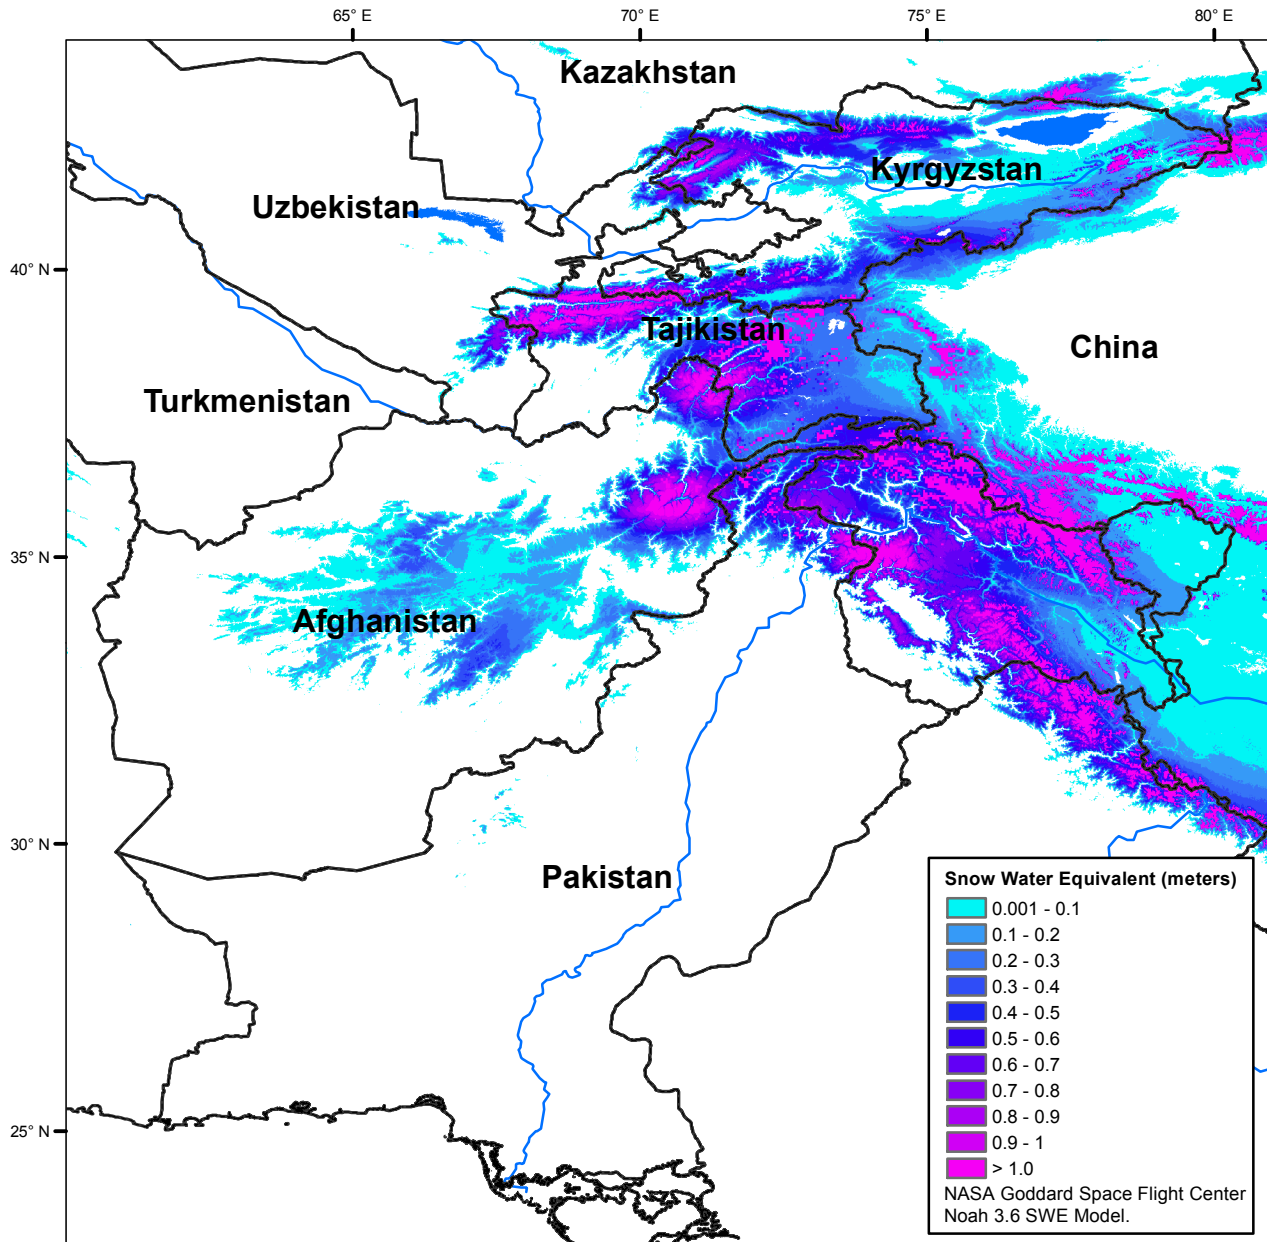 65° E
70° E
75° E
80° E
Kazakhstan
Kyrgyzstan
Uzbekistan
40° N
Tajikistan
China
Turkmenistan
35° N
Afghanistan
30° N
Pakistan
25° N
Snow Water Equivalent (meters)
0.001 - 0.1
0.1 - 0.2
0.2 - 0.3
0.3 - 0.4
0.4 - 0.5
0.5 - 0.6
0.6 - 0.7
0.7 - 0.8
0.8 - 0.9
0.9 - 1
> 1.0
NASA Goddard Space Flight Center
Noah 3.6 SWE Model.